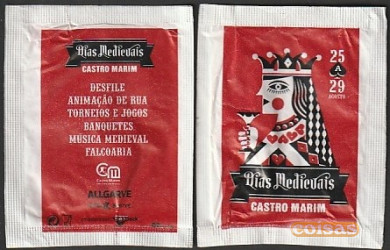 Dias Medievais
CASTRO MARIM
DESFILE
ANIMAÇÃO DE RUA
TORNEIOS E JOGOS
BANQUETES
MÚSICA MEDIEVAL
FALCOARIA
CM
ALLGARVE
25
A
29
AGOSTO
Dias Medievais
CASTRO MARIM
coisas